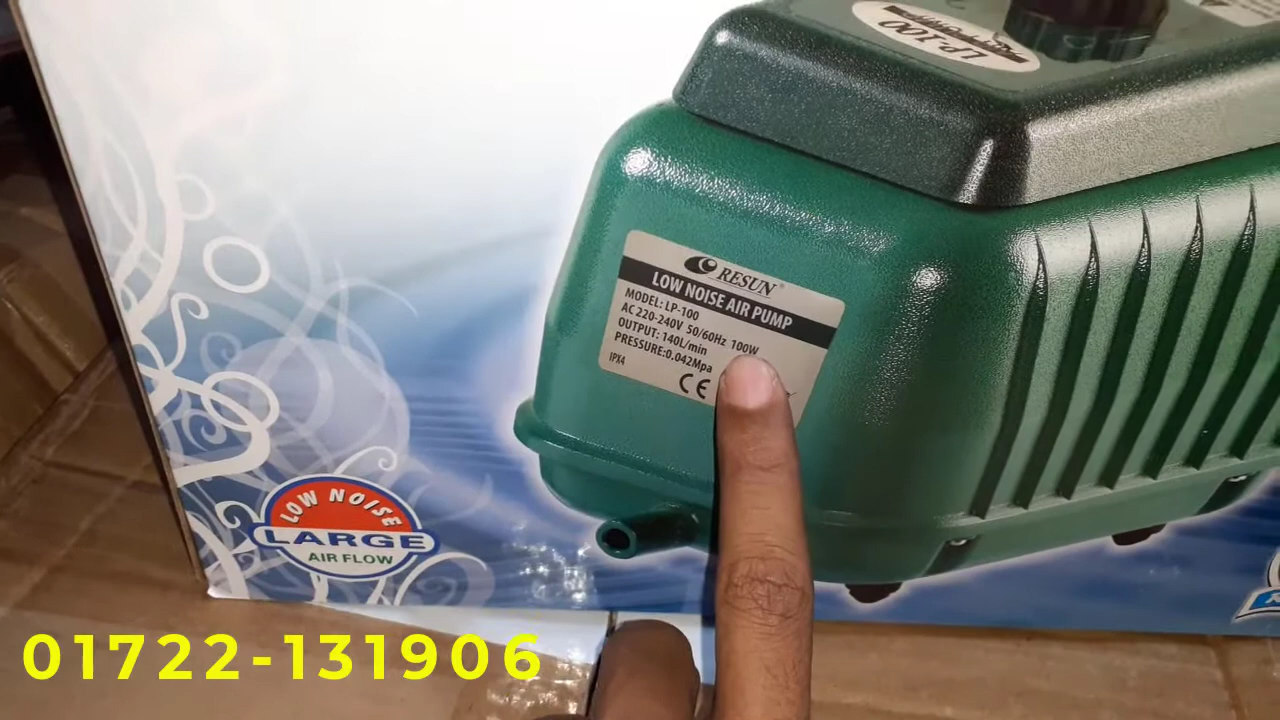 LP-100
RESUN
LOW NOISE AIR PUMP
MODEL: LP-100
AC 220-240V 50/60Hz 100W
OUTPUT: 140L/min
PRESSURE:0.042Mpa
IPX4
CE
LOW NOISE
LARGE
AIR FLOW
01722-131906